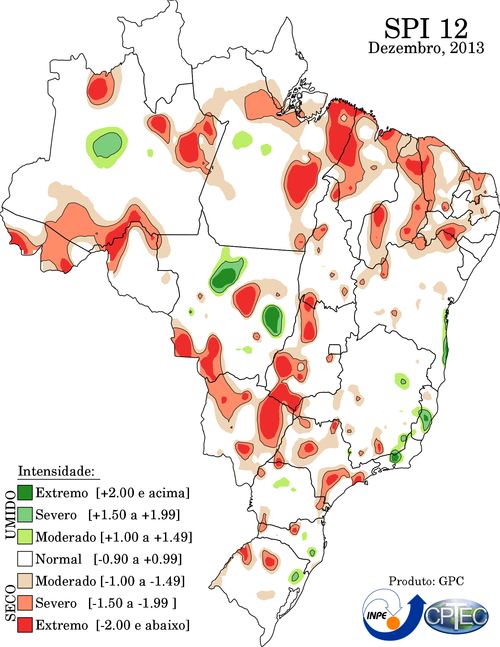 SPI 12
Dezembro, 2013
Intensidade:
UMIDO
Extremo [+2.00 e acima]
Severo [+1.50 a +1.99]
Moderado [+1.00 a +1.49]
Normal [-0.90 a +0.99]
SECO
Moderado [-1.00 a -1.49]
Severo [-1.50 a -1.99 ]
Extremo [-2.00 e abaixo]
Produto: GPC
INPE
CPTEC